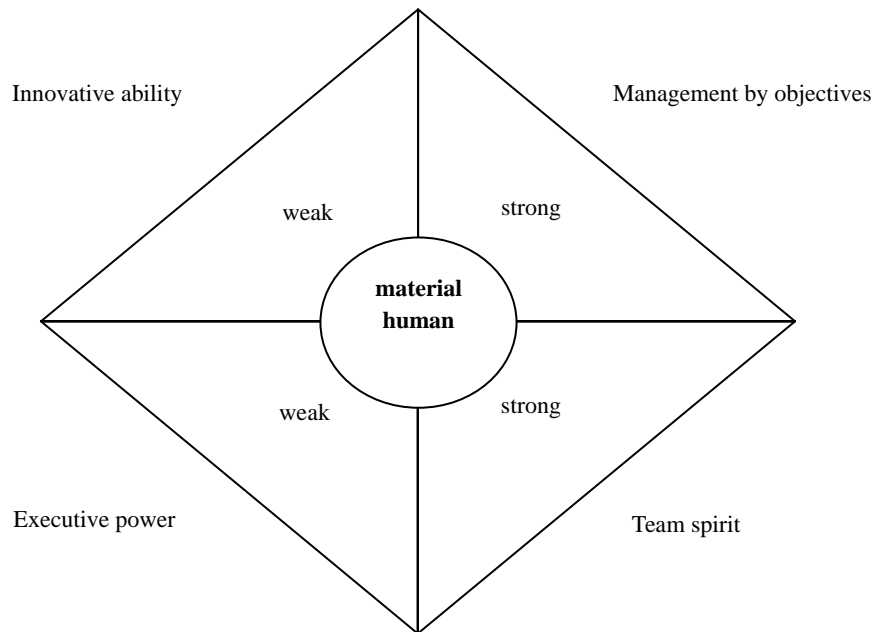 Innovative ability
Management by objectives
weak
strong
material
human
weak
strong
Executive power
Team spirit